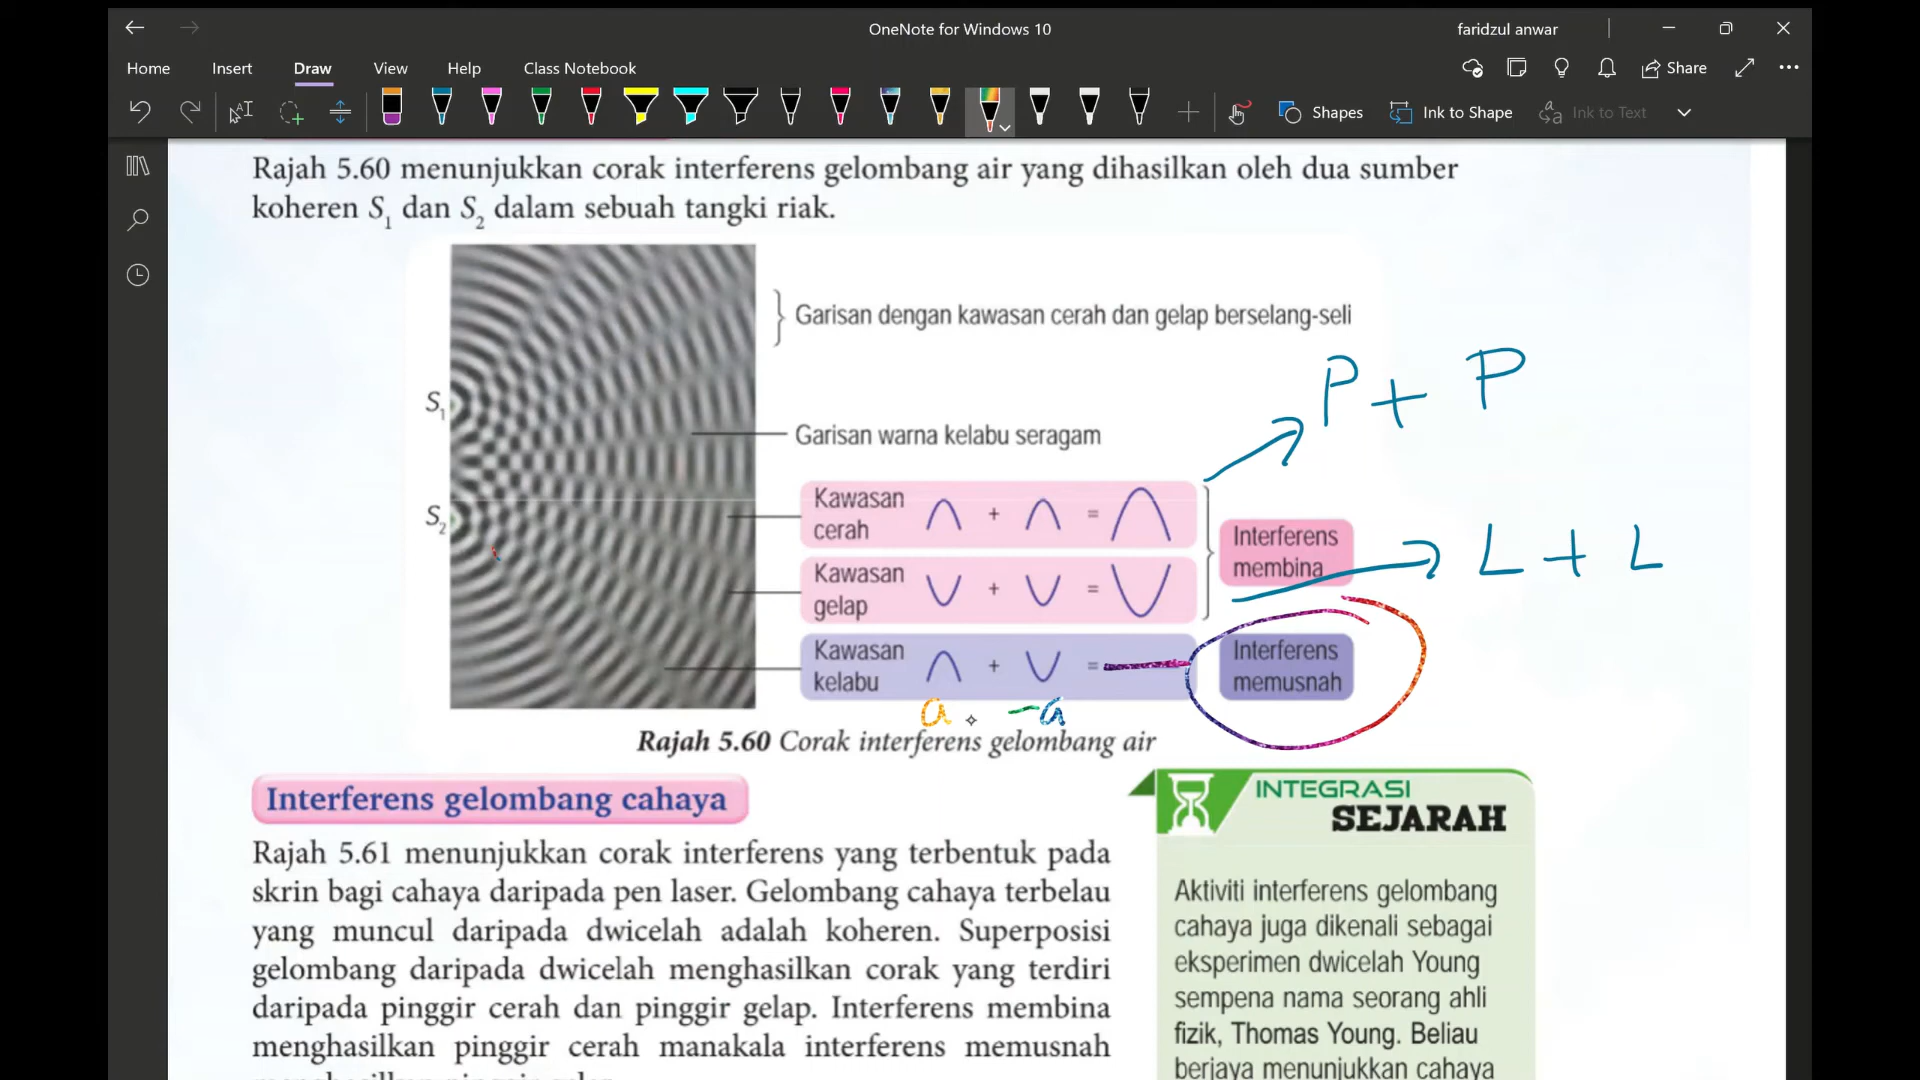 OneNote for Windows 10
faridzul anwar
Home Insert Draw View Help Class Notebook
Share
Shapes
Ink to Shape
Ink to Text
Rajah 5.60 menunjukkan corak interferens gelombang air yang dihasilkan oleh dua sumber
koheren S1 dan S2 dalam sebuah tangki riak.
Garisan dengan kawasan cerah dan gelap berselang-seli
P + P
S1
Garisan warna kelabu seragam
Kawasan
cerah
+ =
S2
Interferens
membina
L + L
Kawasan
gelap
+ =
Kawasan
kelabu
+ =
Interferens
memusnah
a -a
Rajah 5.60 Corak interferens gelombang air
Interferens gelombang cahaya
Rajah 5.61 menunjukkan corak interferens yang terbentuk pada
skrin bagi cahaya daripada pen laser. Gelombang cahaya terbelau
yang muncul daripada dwicelah adalah koheren. Superposisi
gelombang daripada dwicelah menghasilkan corak yang terdiri
daripada pinggir cerah dan pinggir gelap. Interferens membina
menghasilkan pinggir cerah manakala interferens memusnah
INTEGRASI
SEJARAH
Aktiviti interferens gelombang
cahaya juga dikenali sebagai
eksperimen dwicelah Young
sempena nama seorang ahli
fizik, Thomas Young. Beliau
berjaya menunjukkan cahaya